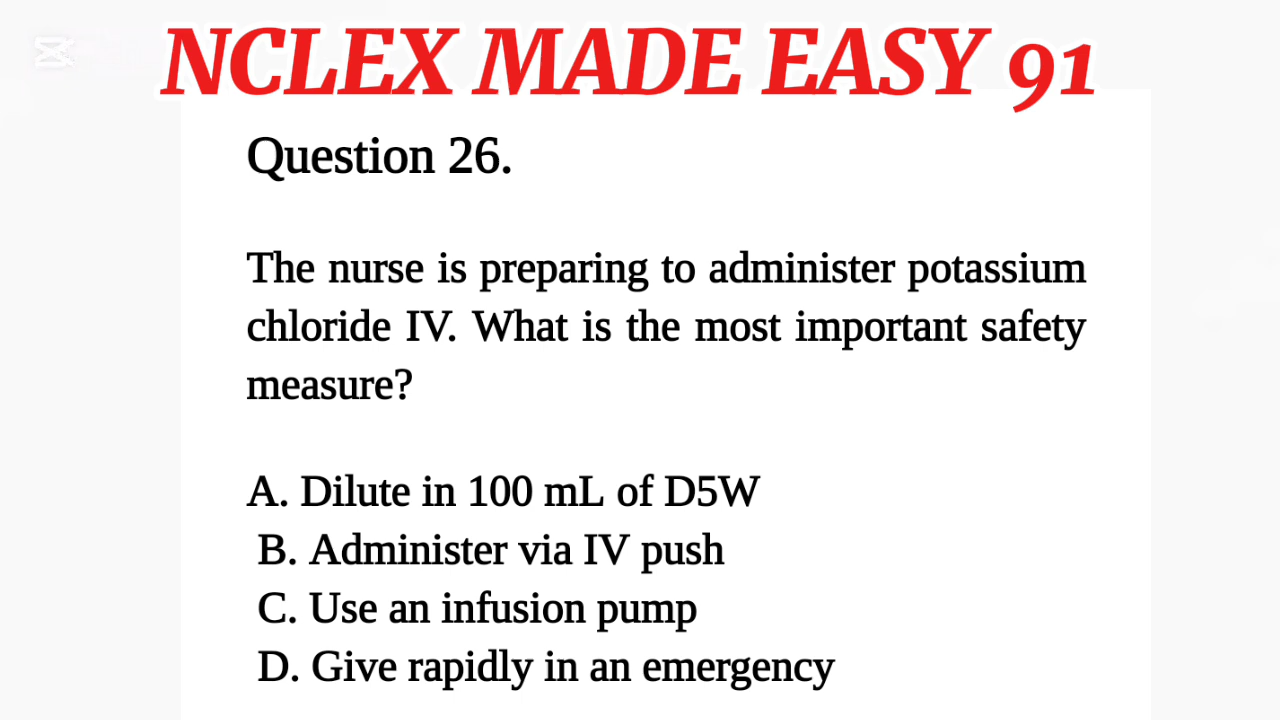 NCLEX MADE EASY 91
Question 26.
The nurse is preparing to administer potassium
chloride IV. What is the most important safety
measure?
A. Dilute in 100 mL of D5W
B. Administer via IV push
C. Use an infusion pump
D. Give rapidly in an emergency